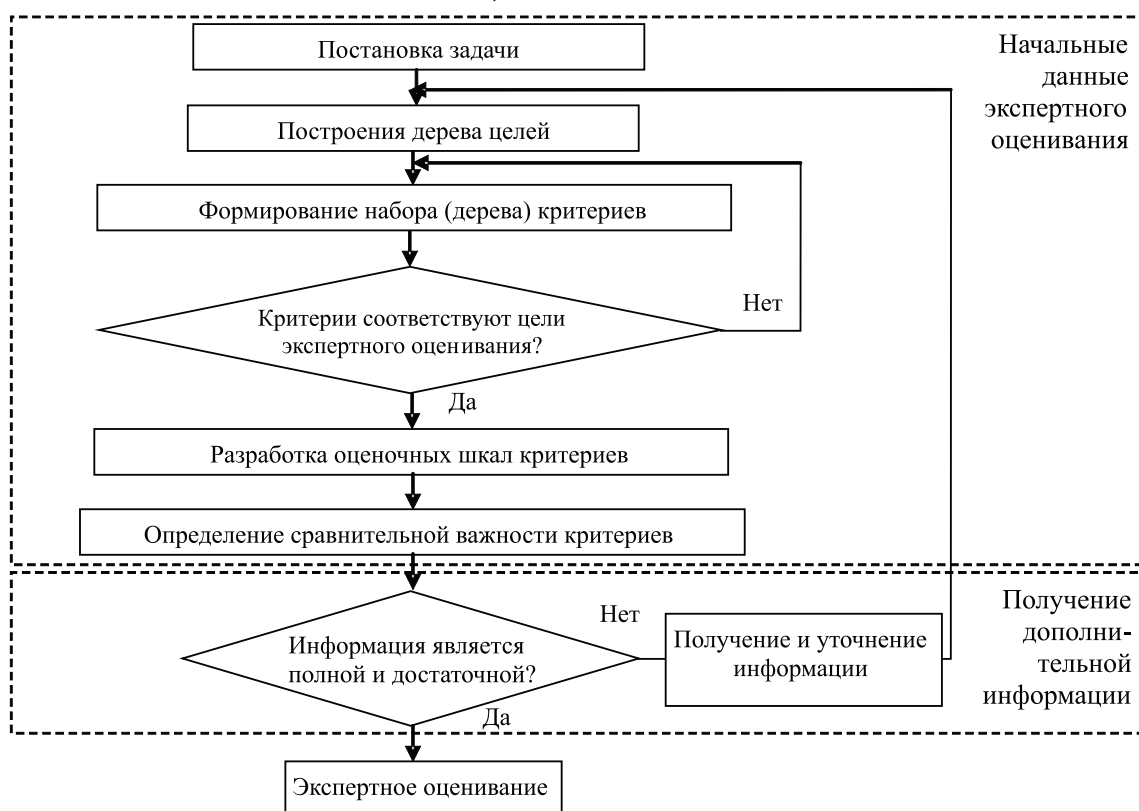 Постановка задачи
Начальные
данные
экспертного
оценивания
Построения дерева целей
Формирование набора (дерева) критериев
Нет
Критерии соответствуют цели
экспертного оценивания?
Да
Разработка оценочных шкал критериев
Определение сравнительной важности критериев
Нет
Получение
дополни-
тельной
информации
Информация является
полной и достаточной?
Получение и уточнение
информации
Да
Экспертное оценивание